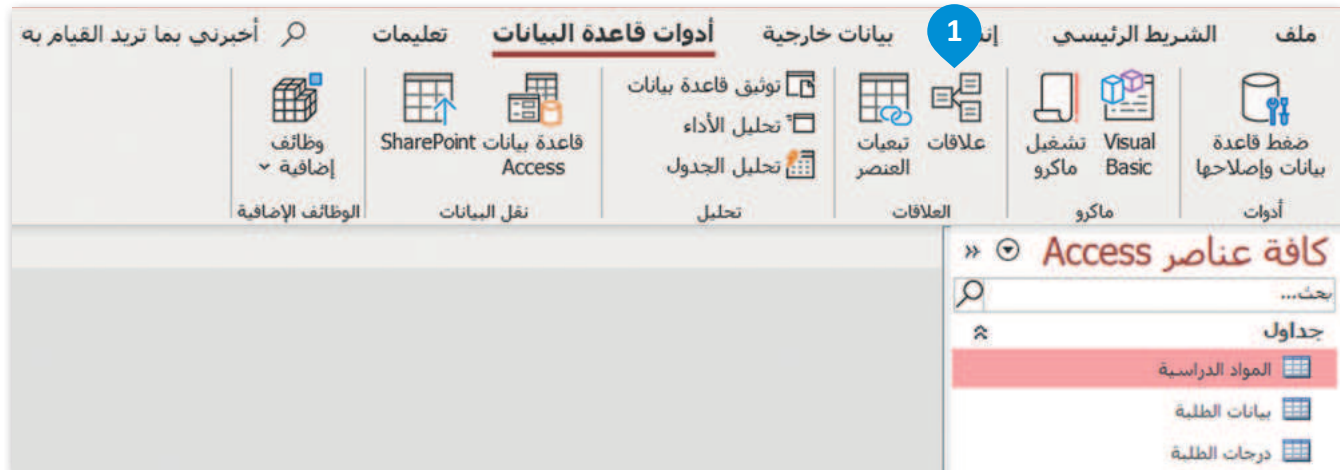 ملف الشريط الرئيسي إنـ 1 بيانات خارجية أدوات قاعدة البيانات تعليمات أخبرني بما تريد القيام به
ضغط قاعدة
بيانات وإصلاحها
أدوات
Visual
Basic
تشغيل
ماكرو
ماكرو
علاقات
تبعيات
العنصر
العلاقات
توثيق قاعدة بيانات
تحليل الأداء
تحليل الجدول
تحليل
قاعدة بيانات
Access
SharePoint
نقل البيانات
وظائف
إضافية
الوظائف الإضافية
كافة عناصر Access
بحث...
جداول
المواد الدراسية
بيانات الطلبة
درجات الطلبة